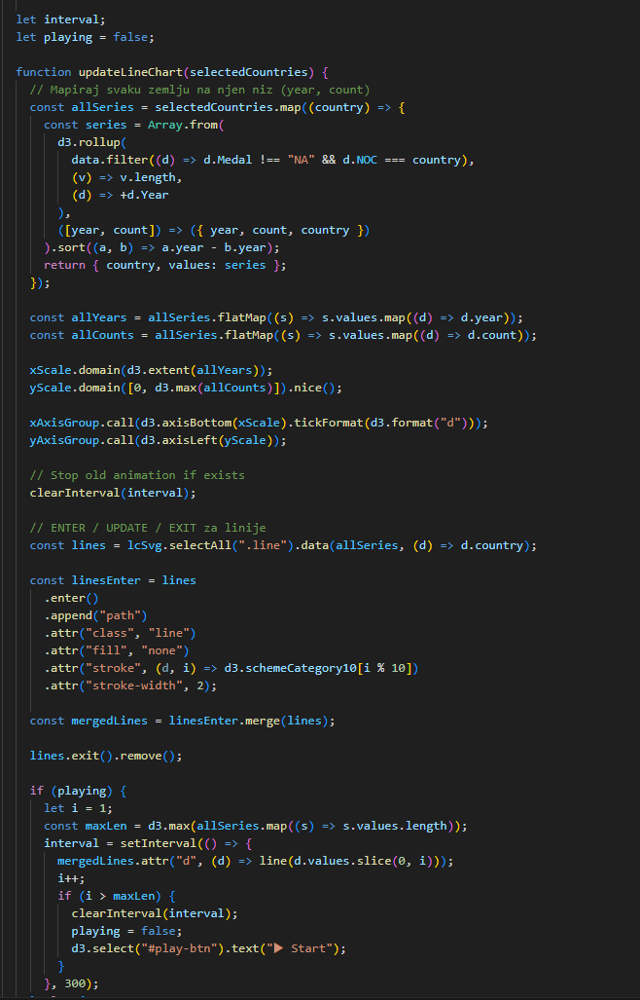 let interval;
let playing = false;

function updateLineChart(selectedCountries) {
  // Mapiraj svaku zemlju na njen niz (year, count)
  const allSeries = selectedCountries.map((country) => {
    const series = Array.from(
      d3.rollup(
        data.filter((d) => d.Medal !== "NA" && d.NOC === country),
        (v) => v.length,
        (d) => +d.Year
      ),
      ([year, count]) => ({ year, count, country })
    ).sort((a, b) => a.year - b.year);
    return { country, values: series };
  });

  const allYears = allSeries.flatMap((s) => s.values.map((d) => d.year));
  const allCounts = allSeries.flatMap((s) => s.values.map((d) => d.count));

  xScale.domain(d3.extent(allYears));
  yScale.domain([0, d3.max(allCounts)]).nice();

  xAxisGroup.call(d3.axisBottom(xScale).tickFormat(d3.format("d")));
  yAxisGroup.call(d3.axisLeft(yScale));

  // Stop old animation if exists
  clearInterval(interval);

  // ENTER / UPDATE / EXIT za linije
  const lines = lcSvg.selectAll(".line").data(allSeries, (d) => d.country);

  const linesEnter = lines
    .enter()
    .append("path")
    .attr("class", "line")
    .attr("fill", "none")
    .attr("stroke", (d, i) => d3.schemeCategory10[i % 10])
    .attr("stroke-width", 2);

  const mergedLines = linesEnter.merge(lines);

  lines.exit().remove();

  if (playing) {
    let i = 1;
    const maxLen = d3.max(allSeries.map((s) => s.values.length));
    interval = setInterval(() => {
      mergedLines.attr("d", (d) => line(d.values.slice(0, i)));
      i++;
      if (i > maxLen) {
        clearInterval(interval);
        playing = false;
        d3.select("#play-btn").text("▶ Start");
      }
    }, 300);